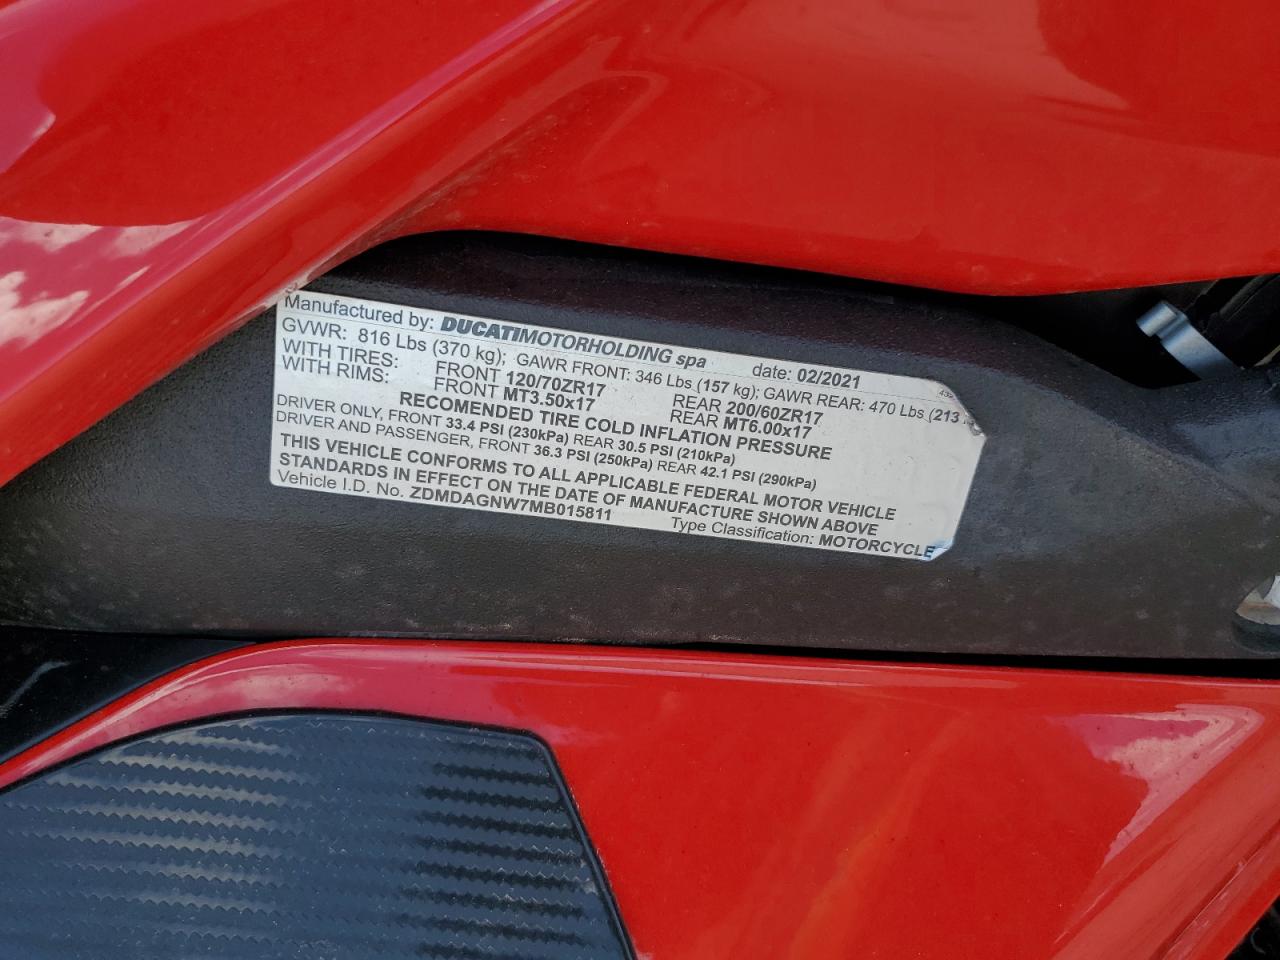 Manufactured by: DUCATIMOTORHOLDING spa date: 02/2021
GVWR: 816 Lbs (370 kg); GAWR FRONT: 346 Lbs (157 kg); GAWR REAR: 470 Lbs (213
WITH TIRES: FRONT 120/70ZR17 REAR 200/60ZR17
WITH RIMS: FRONT MT3.50x17 REAR MT6.00x17
RECOMENDED TIRE COLD INFLATION PRESSURE
DRIVER ONLY, FRONT 33.4 PSI (230kPa) REAR 30.5 PSI (210kPa)
DRIVER AND PASSENGER, FRONT 36.3 PSI (250kPa) REAR 42.1 PSI (290kPa)
THIS VEHICLE CONFORMS TO ALL APPLICABLE FEDERAL MOTOR VEHICLE
STANDARDS IN EFFECT ON THE DATE OF MANUFACTURE SHOWN ABOVE
Vehicle I.D. No. ZDMDAGNW7MB015811 Type Classification: MOTORCYCLE